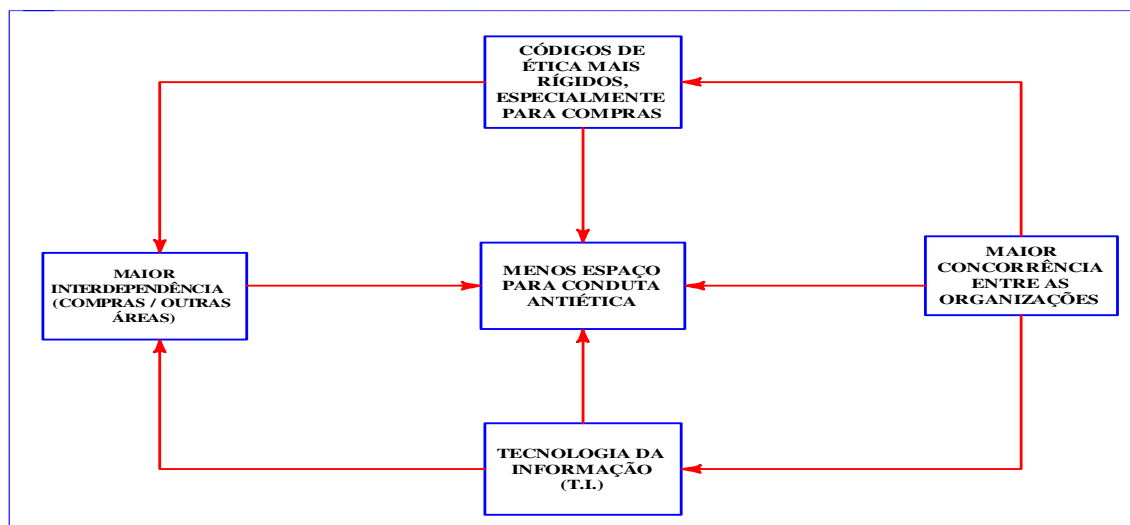 CÓDIGOS DE
ÉTICA MAIS
RÍGIDOS,
ESPECIALMENTE
PARA COMPRAS
MAIOR
INTERDEPENDÊNCIA
(COMPRAS / OUTRAS
ÁREAS)
MENOS ESPAÇO
PARA CONDUTA
ANTIÉTICA
MAIOR
CONCORRÊNCIA
ENTRE AS
ORGANIZAÇÕES
TECNOLOGIA DA
INFORMAÇÃO
(T.I.)